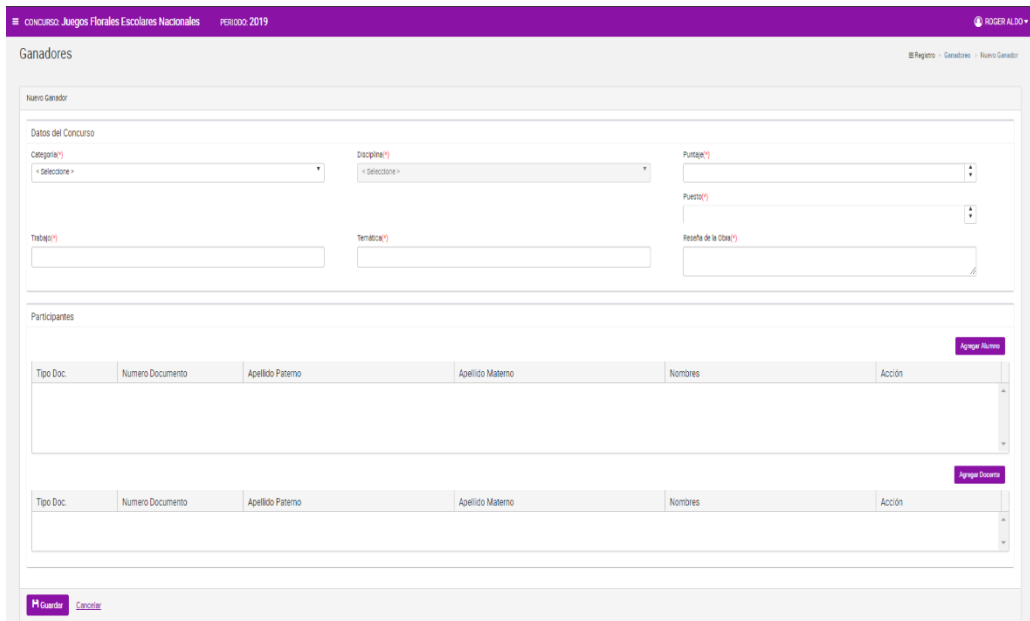 ≡ CONCURSO: Juegos Florales Escolares Nacionales PERIODO: 2019 ROGER ALDO
Ganadores Registro > Ganadores > Nuevo Ganador
Nuevo Ganador
Datos del Concurso
Categoría(*) Disciplina(*) Puntaje(*)
< Seleccione > < Seleccione >
Puesto(*)
Trabajo(*) Temática(*) Reseña de la Obra(*)
Participantes
Agregar Alumno
Tipo Doc. Numero Documento Apellido Paterno Apellido Materno Nombres Acción
Agregar Docente
Tipo Doc. Numero Documento Apellido Paterno Apellido Materno Nombres Acción
Guardar Cancelar